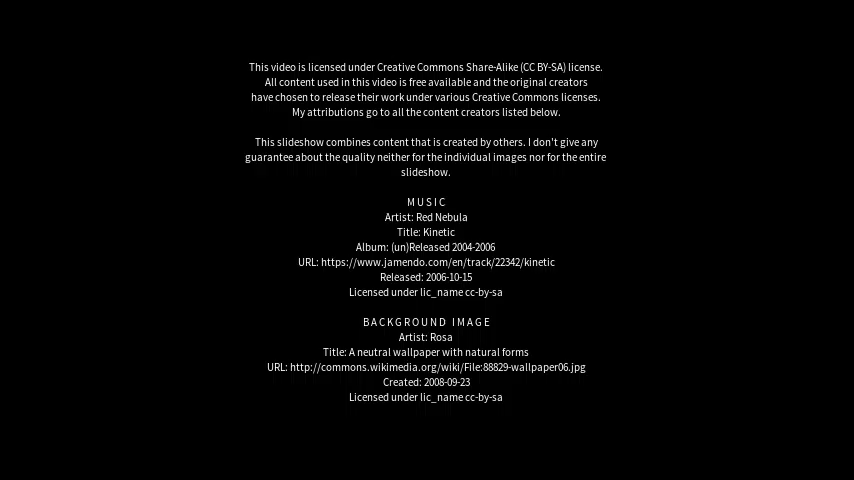 This video is licensed under Creative Commons Share-Alike (CC BY-SA) license.
All content used in this video is free available and the original creators
have chosen to release their work under various Creative Commons licenses.
My attributions go to all the content creators listed below.
This slideshow combines content that is created by others. I don't give any
guarantee about the quality neither for the individual images nor for the entire
slideshow.
MUSIC
Artist: Red Nebula
Title: Kinetic
Album: (un)Released 2004-2006
URL: https://www.jamendo.com/en/track/22342/kinetic
Released: 2006-10-15
Licensed under lic_name cc-by-sa
BACKGROUND IMAGE
Artist: Rosa
Title: A neutral wallpaper with natural forms
URL: http://commons.wikimedia.org/wiki/File:88829-wallpaper06.jpg
Created: 2008-09-23
Licensed under lic_name cc-by-sa